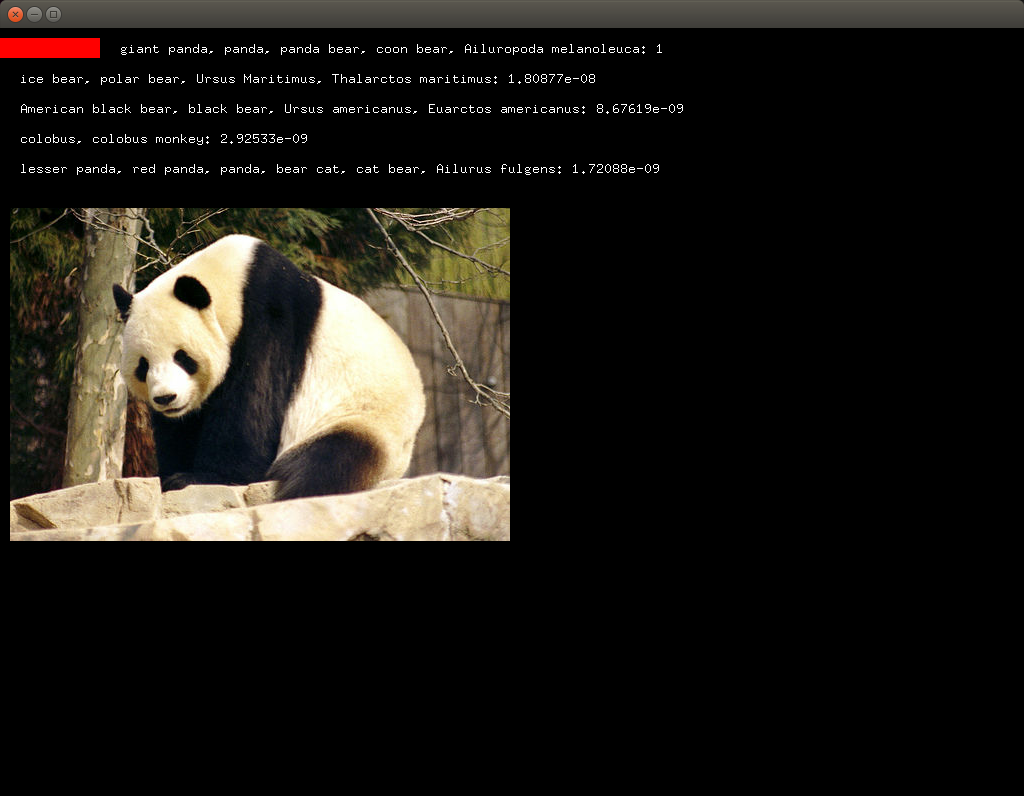 giant panda, panda, panda bear, coon bear, Ailuropoda melanoleuca: 1
ice bear, polar bear, Ursus Maritimus, Thalarctos maritimus: 1.80877e-08
American black bear, black bear, Ursus americanus, Euarctos americanus: 8.67619e-09
colobus, colobus monkey: 2.92533e-09
lesser panda, red panda, panda, bear cat, cat bear, Ailurus fulgens: 1.72088e-09